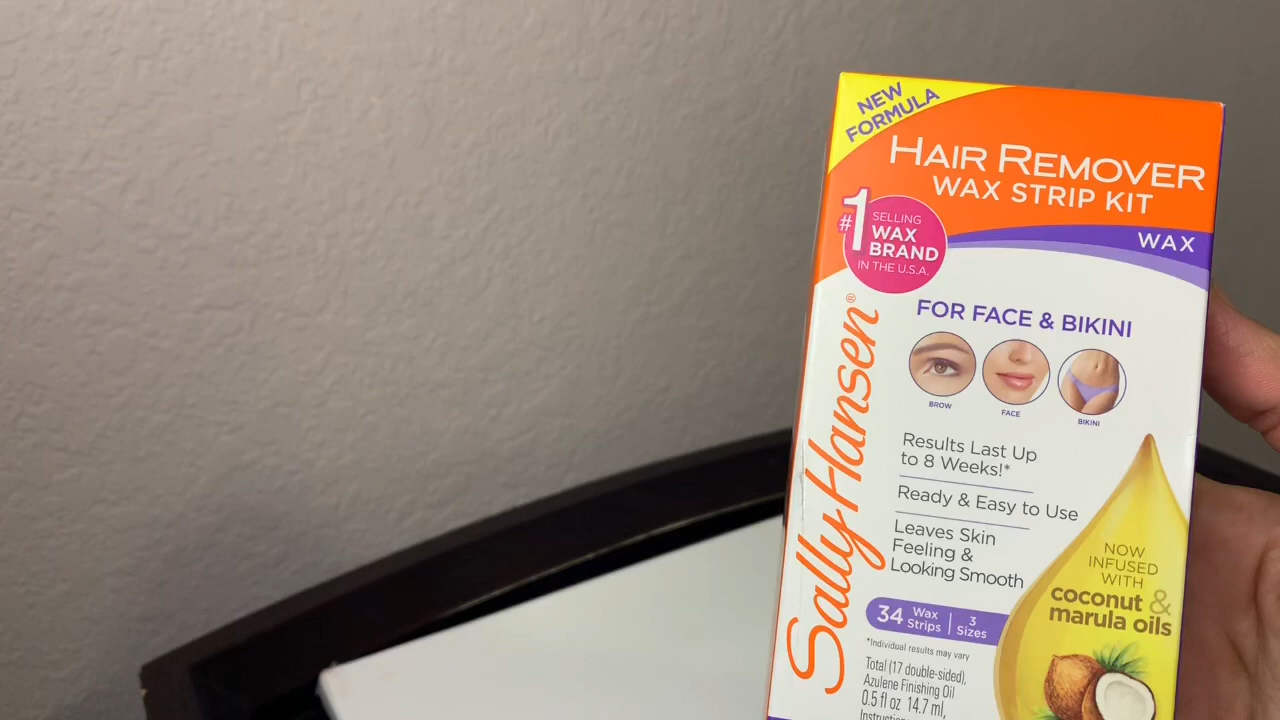 NEW
FORMULA
HAIR REMOVER
WAX STRIP KIT
WAX
#1
SELLING
WAX
BRAND
IN THE U.S.A.
Sally Hansen®
FOR FACE & BIKINI
BROW
FACE
BIKINI
Results Last Up
to 8 Weeks!*
Ready & Easy to Use
Leaves Skin
Feeling &
Looking Smooth
34 Wax Strips
3 Sizes
*Individual results may vary
Total (17 double-sided),
Azulene Finishing Oil
0.5 fl oz 14.7 ml,
NOW
INFUSED
WITH
coconut &
marula oils